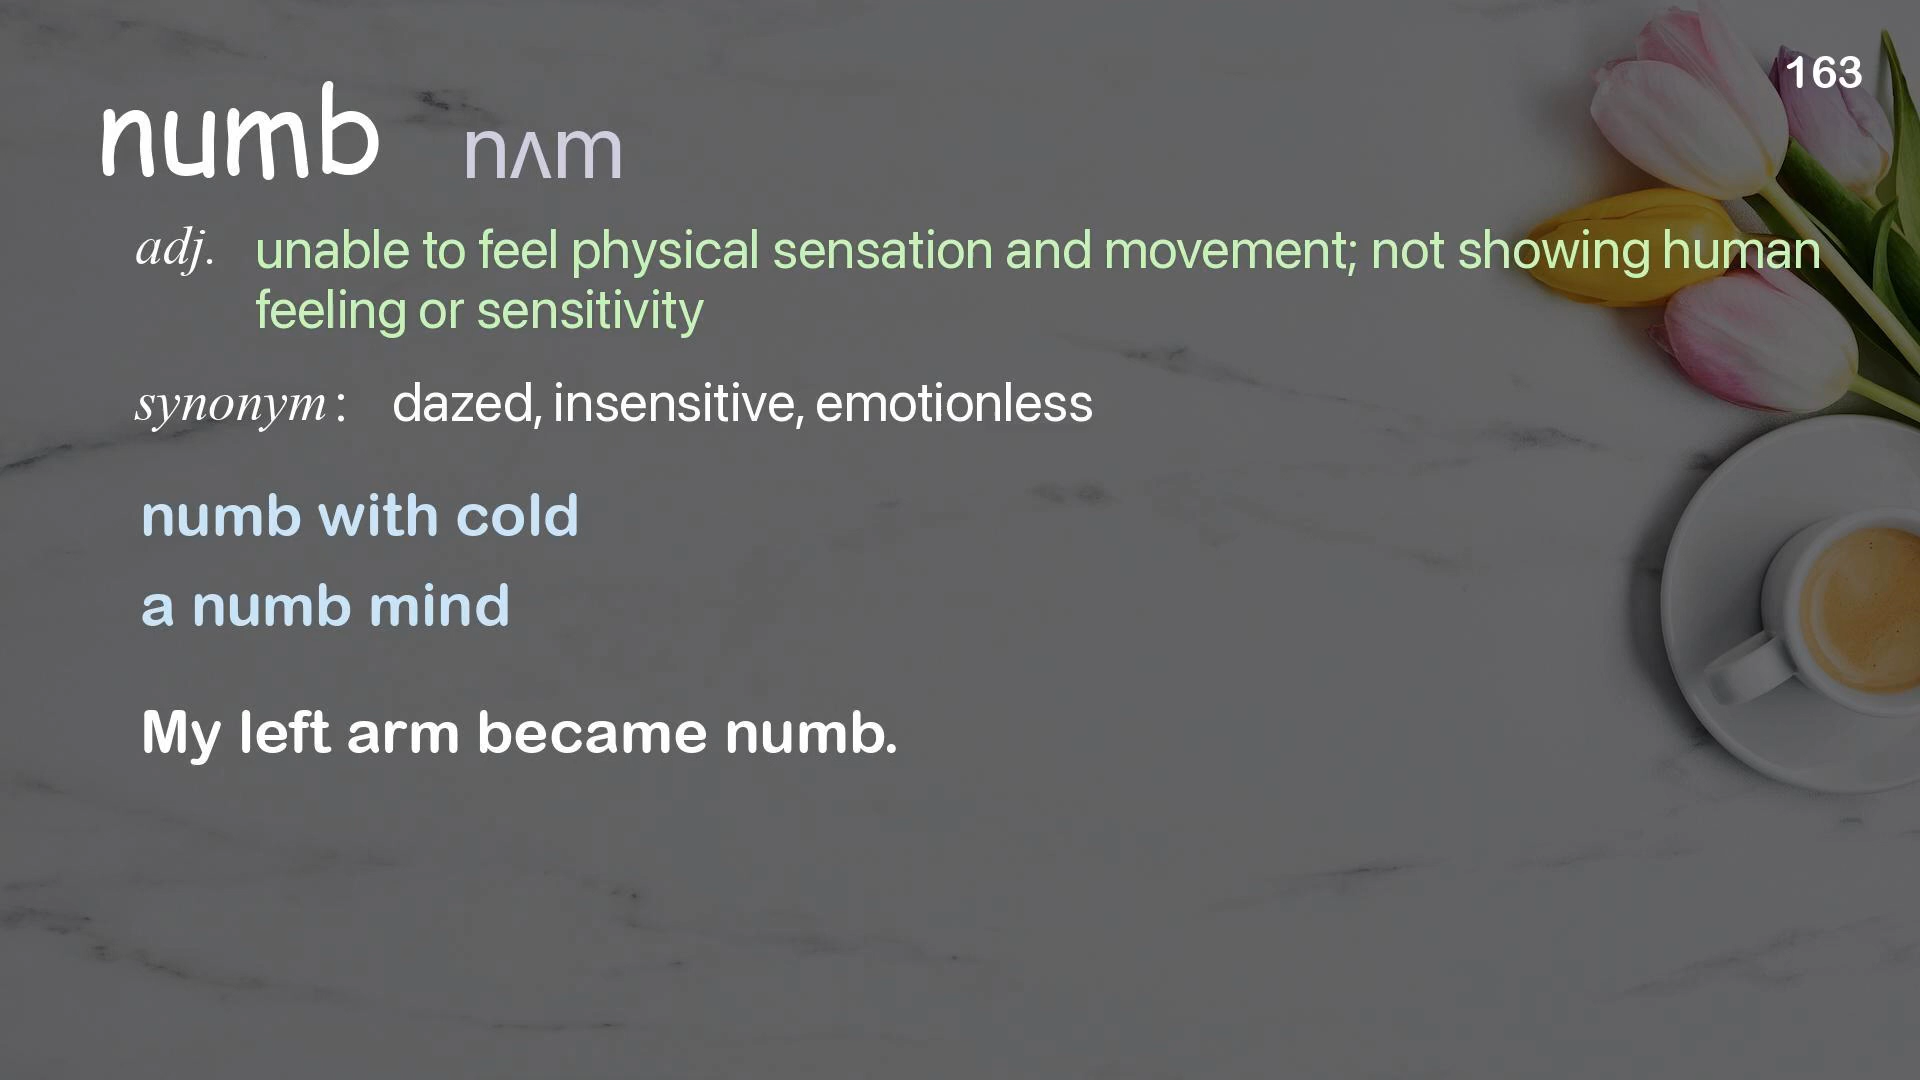 163
numb nʌm
adj. unable to feel physical sensation and movement; not showing human
feeling or sensitivity
synonym : dazed, insensitive, emotionless
numb with cold
a numb mind
My left arm became numb.